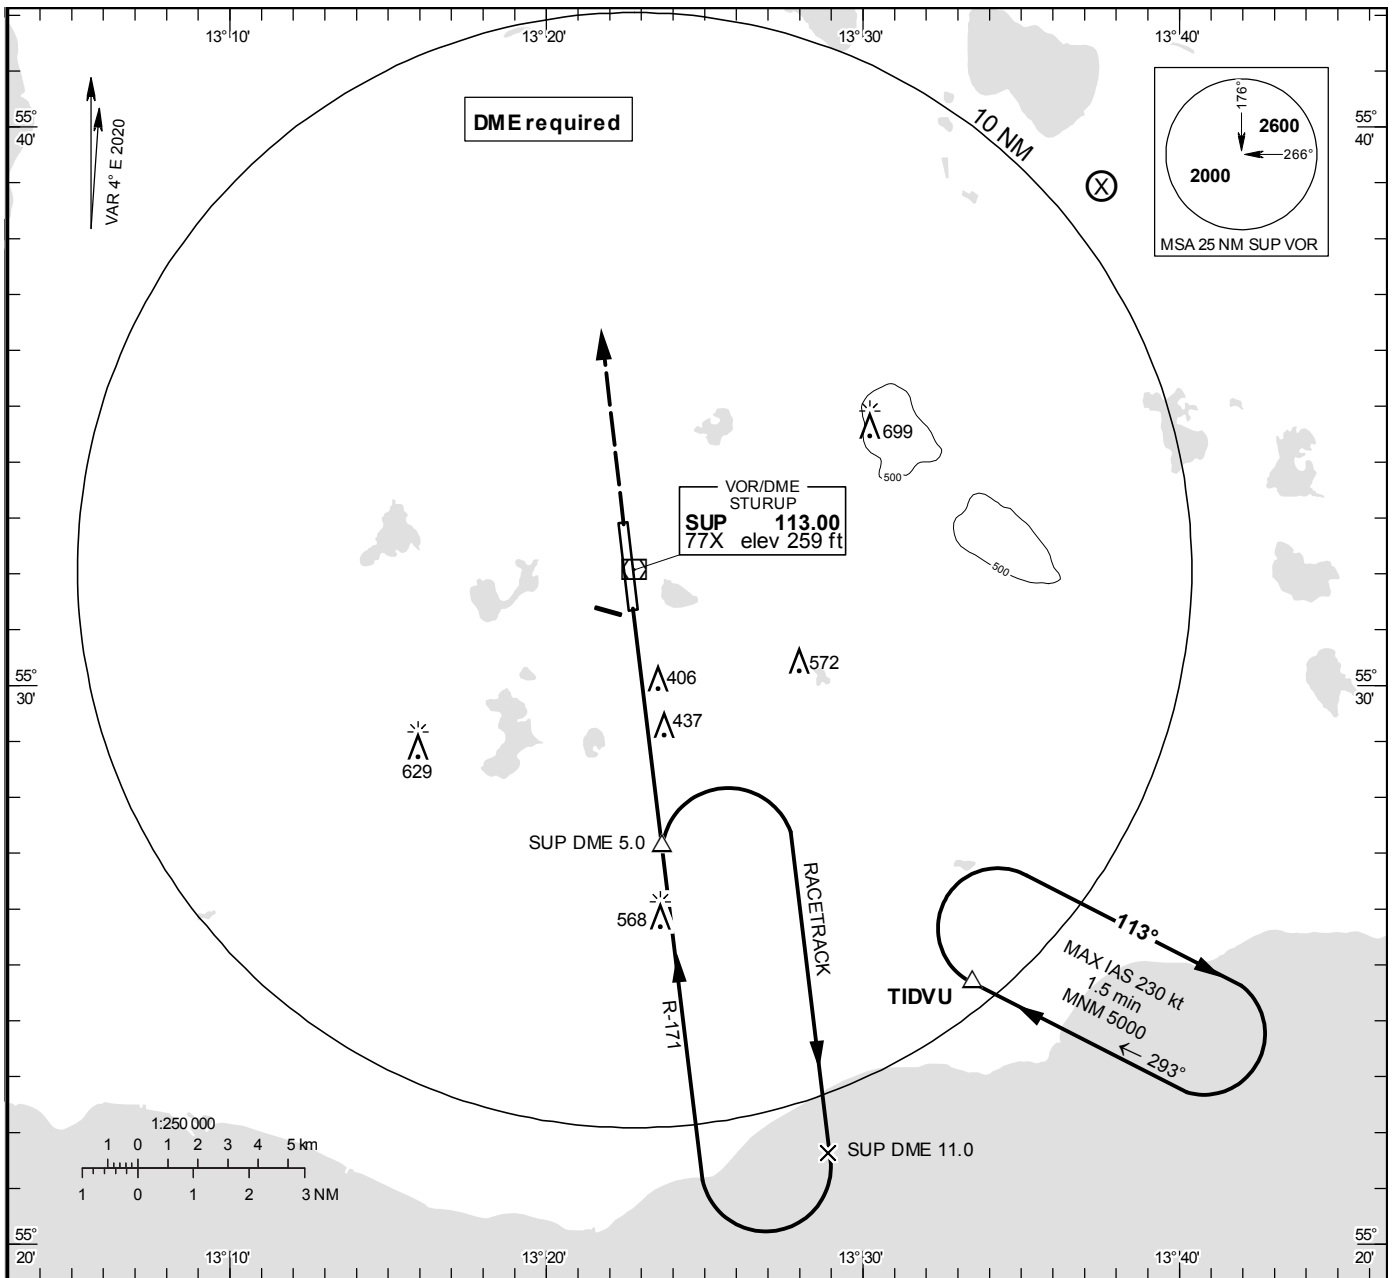 13°10' 13°20' 13°30' 13°40'
55° 40'
VAR 4° E 2020
DME required
10 NM
X
176°
2600
266°
2000
MSA 25 NM SUP VOR
55° 40'
699
500
500
VOR/DME
STURUP
SUP 113.00
77X elev 259 ft
55° 30'
406
572
437
629
55° 30'
SUP DME 5.0
568
RACETRACK
R-171
TIDVU
113°
MAX IAS 230 kt
1.5 min
MNM 5000
← 293°
SUP DME 11.0
1:250 000
1 0 1 2 3 4 5 km
1 0 1 2 3 NM
55° 20'
13°10' 13°20' 13°30' 13°40'
55° 20'